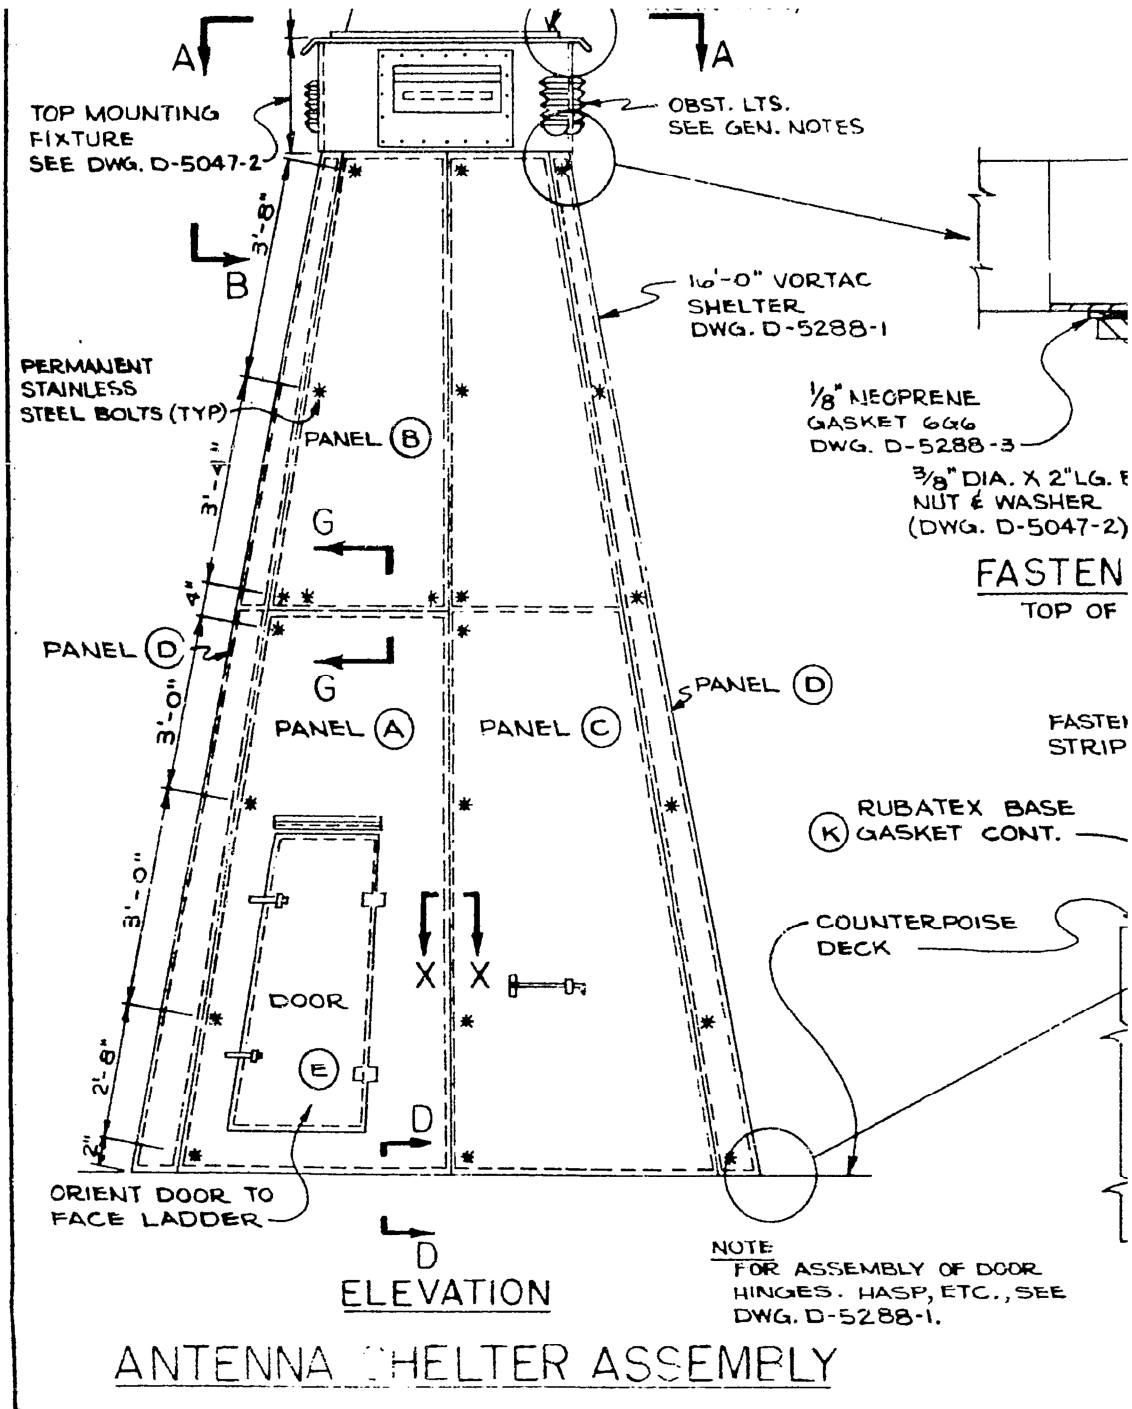 A
A
TOP MOUNTING
FIXTURE
SEE DWG. D-5047-2
OBST. LTS.
SEE GEN. NOTES
3'-8"
B
16'-0" VORTAC
SHELTER
DWG. D-5288-1
PERMANENT
STAINLESS
STEEL BOLTS (TYP)
PANEL B
1/8" NEOPRENE
GASKET 6G6
DWG. D-5288-3
3/8" DIA. X 2" LG.
NUT & WASHER
(DWG. D-5047-2)
3'-4"
G
FASTEN
TOP OF
4"
PANEL D
G
PANEL D
3'-0"
PANEL A
PANEL C
FASTEN
STRIP
K RUBATEX BASE
GASKET CONT.
3'-0"
COUNTERPOISE
DECK
X X
DOOR
E
2'-8"
D
2"
ORIENT DOOR TO
FACE LADDER
D
NOTE
FOR ASSEMBLY OF DOOR
HINGES. HASP, ETC., SEE
DWG. D-5288-1.
ELEVATION
ANTENNA SHELTER ASSEMBLY